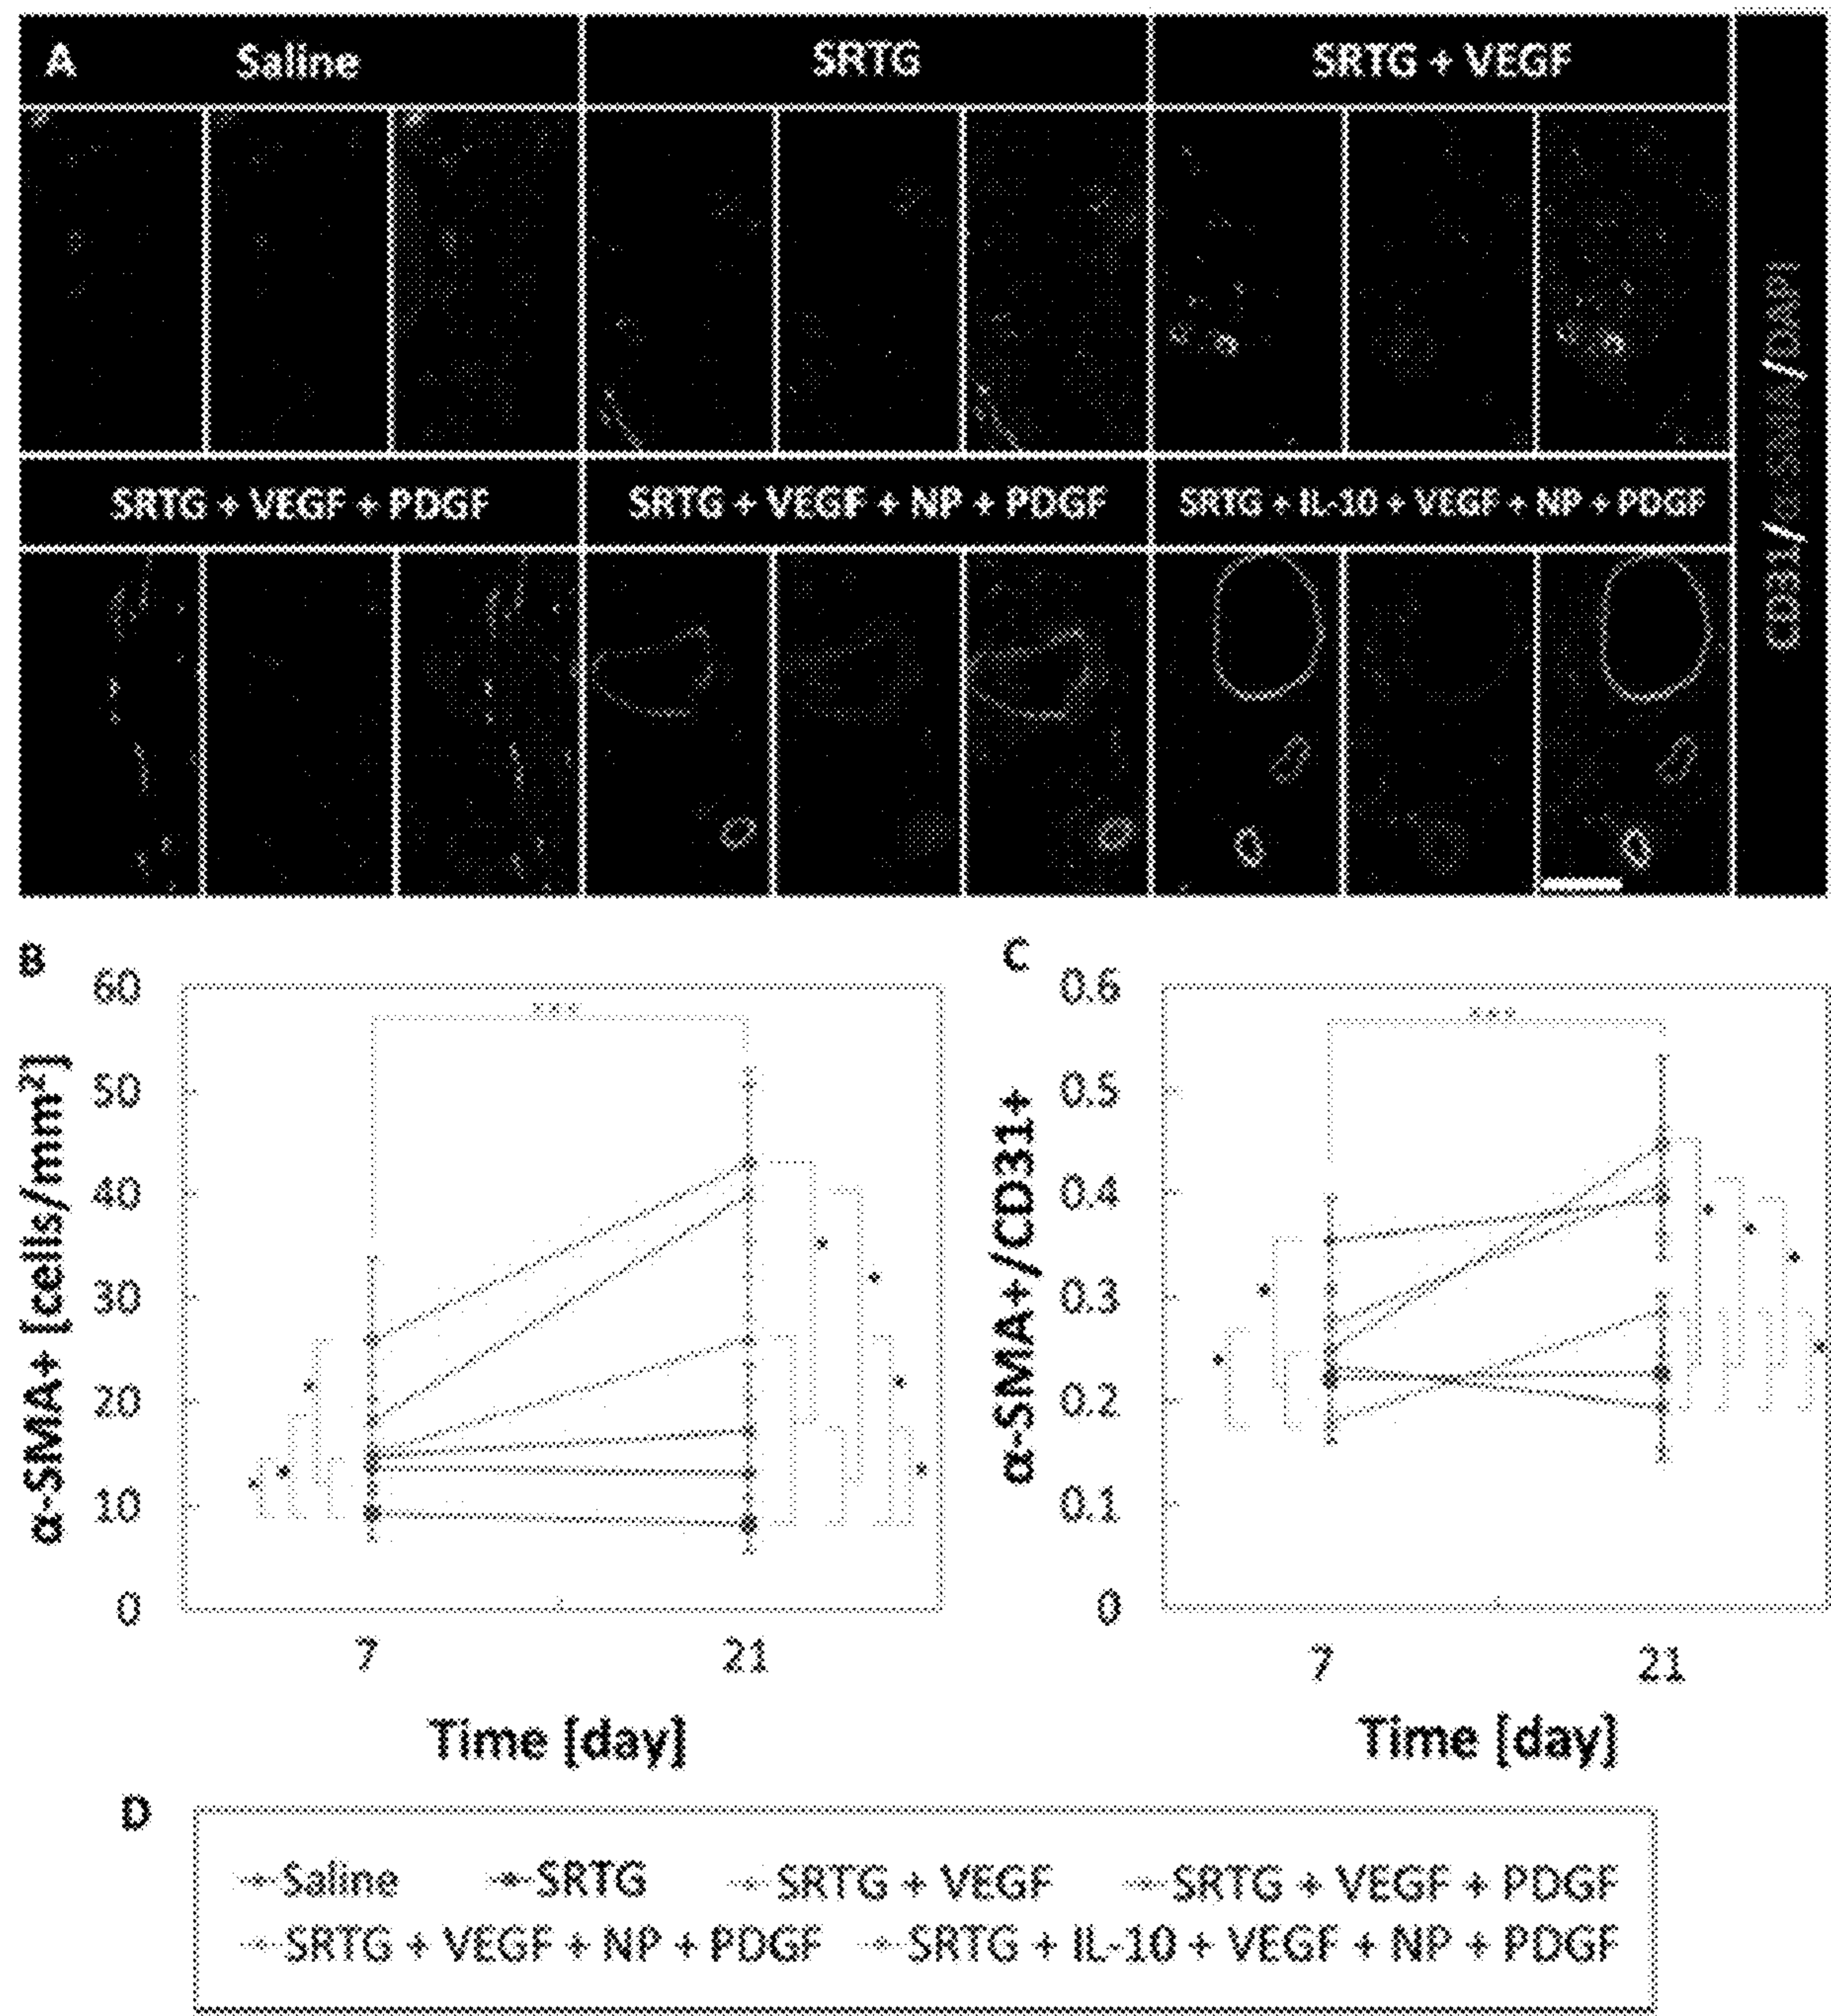 A Saline SRTG SRTG + VEGF
SRTG + VEGF + PDGF SRTG + VEGF + NP + PDGF SRTG + IL-10 + VEGF + NP + PDGF
CD31/α-SMA/DAPI
B
60
50
40
30
20
10
0
α-SMA+ [cells/mm²]
***
7 21
Time [day]
C
0.6
0.5
0.4
0.3
0.2
0.1
0
α-SMA+/CD31+
***
7 21
Time [day]
D
Saline SRTG SRTG + VEGF SRTG + VEGF + PDGF
SRTG + VEGF + NP + PDGF SRTG + IL-10 + VEGF + NP + PDGF